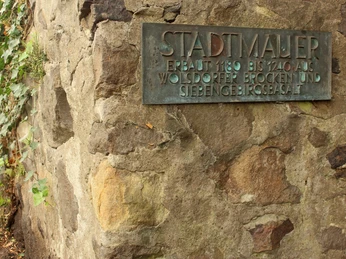 STADTMAUER
ERBAUT 1180 BIS 1240 AUS
WOLSDORFER BROCKEN UND
SIEBENGEBIRGSBASALT